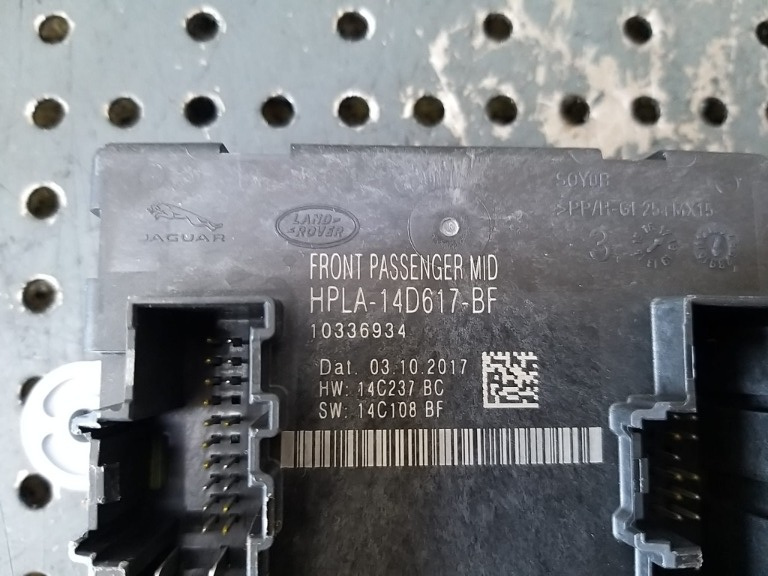 JAGUAR
LAND-
ROVER
FRONT PASSENGER MID
HPLA-14D617-BF
10336934
Dat. 03.10.2017
HW: 14C237 BC
SW: 14C108 BF
3